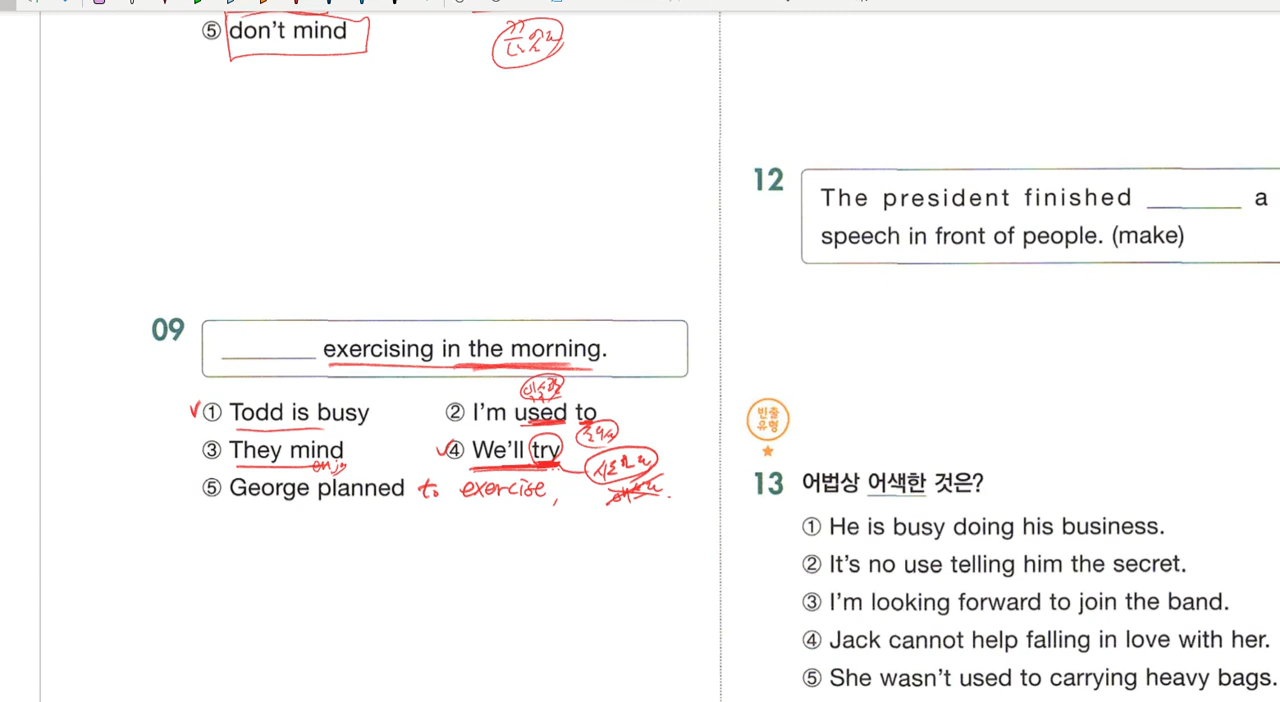 ⑤ don't mind
09
______ exercising in the morning.
① Todd is busy
② I'm used to
③ They mind
enjoy
④ We'll try
⑤ George planned to exercise,
12
The president finished ______ a
speech in front of people. (make)
빈출
유형
13 어법상 어색한 것은?
① He is busy doing his business.
② It's no use telling him the secret.
③ I'm looking forward to join the band.
④ Jack cannot help falling in love with her.
⑤ She wasn't used to carrying heavy bags.